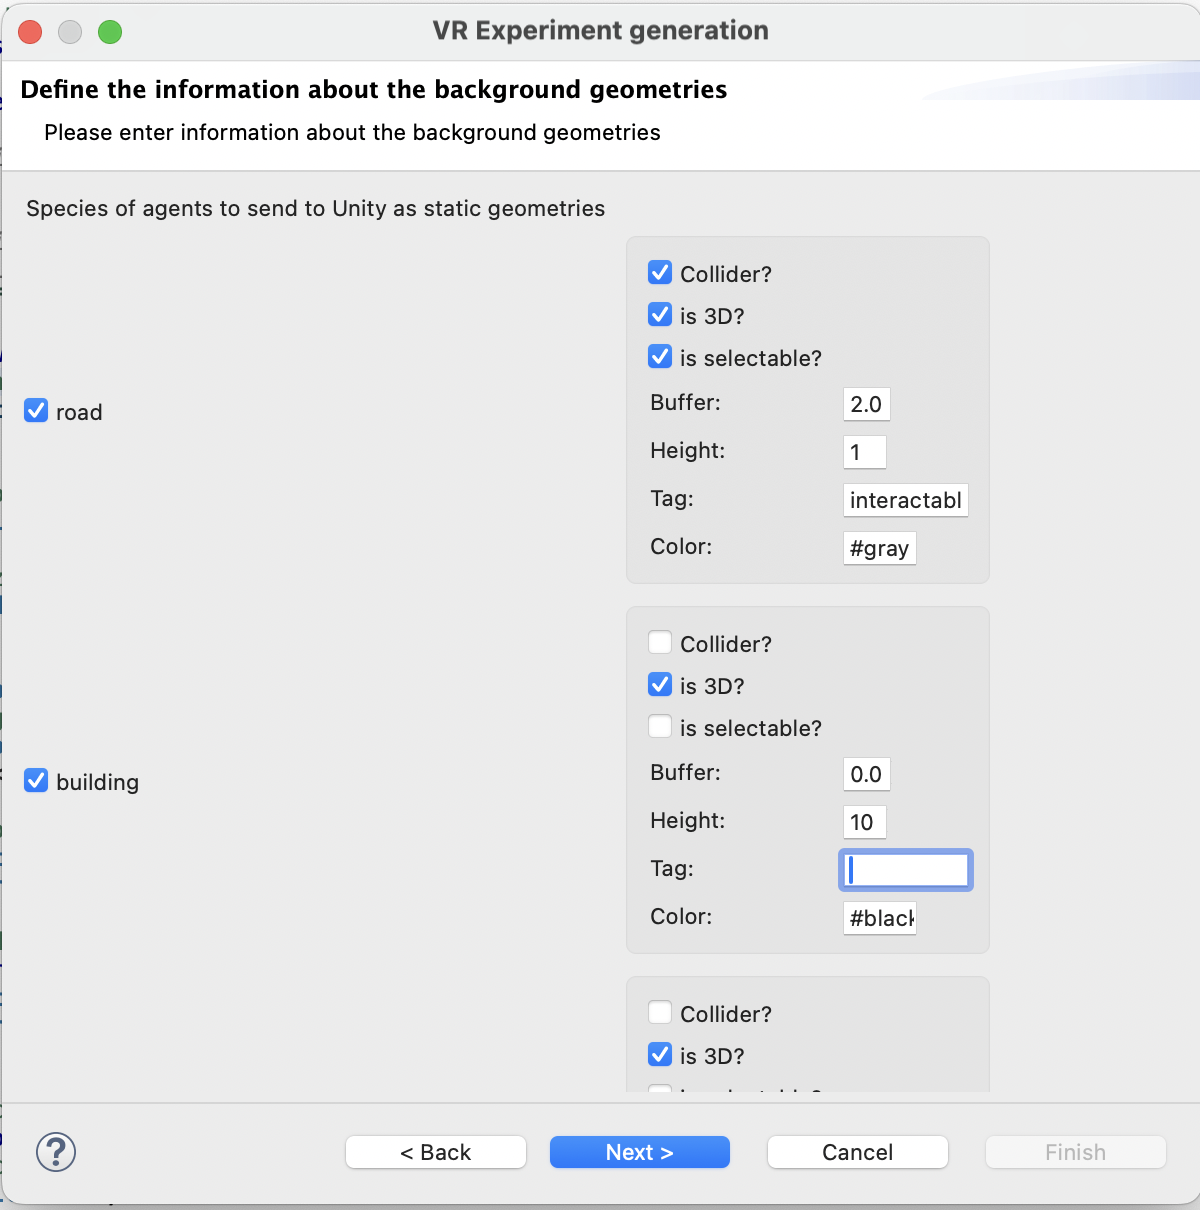 VR Experiment generation
Define the information about the background geometries
Please enter information about the background geometries
Species of agents to send to Unity as static geometries
Collider?
is 3D?
is selectable?
road
Buffer: 2.0
Height: 1
Tag: interactabl
Color: #gray
Collider?
is 3D?
is selectable?
building
Buffer: 0.0
Height: 10
Tag:
Color: #black
Collider?
is 3D?
?
< Back
Next >
Cancel
Finish